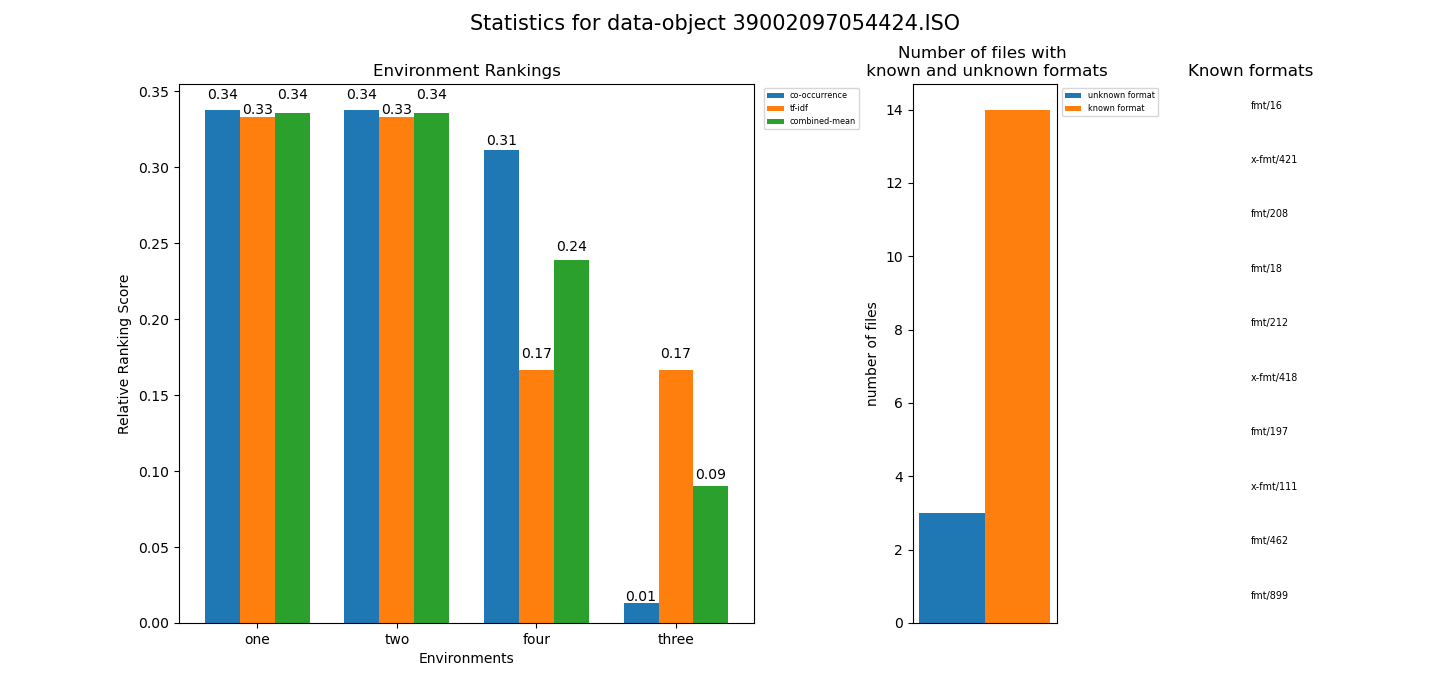 Statistics for data-object 39002097054424.ISO
Environment Rankings
0.35
0.30
0.25
0.20
0.15
0.10
0.05
0.00
Relative Ranking Score
0.34
0.33
0.34
0.34
0.33
0.34
0.31
0.17
0.24
0.01
0.17
0.09
one
two
four
three
Environments
co-occurrence
tf-idf
combined-mean
Number of files with
known and unknown formats
14
12
10
8
6
4
2
0
number of files
unknown format
known format
Known formats
fmt/16
x-fmt/421
fmt/208
fmt/18
fmt/212
x-fmt/418
fmt/197
x-fmt/111
fmt/462
fmt/899